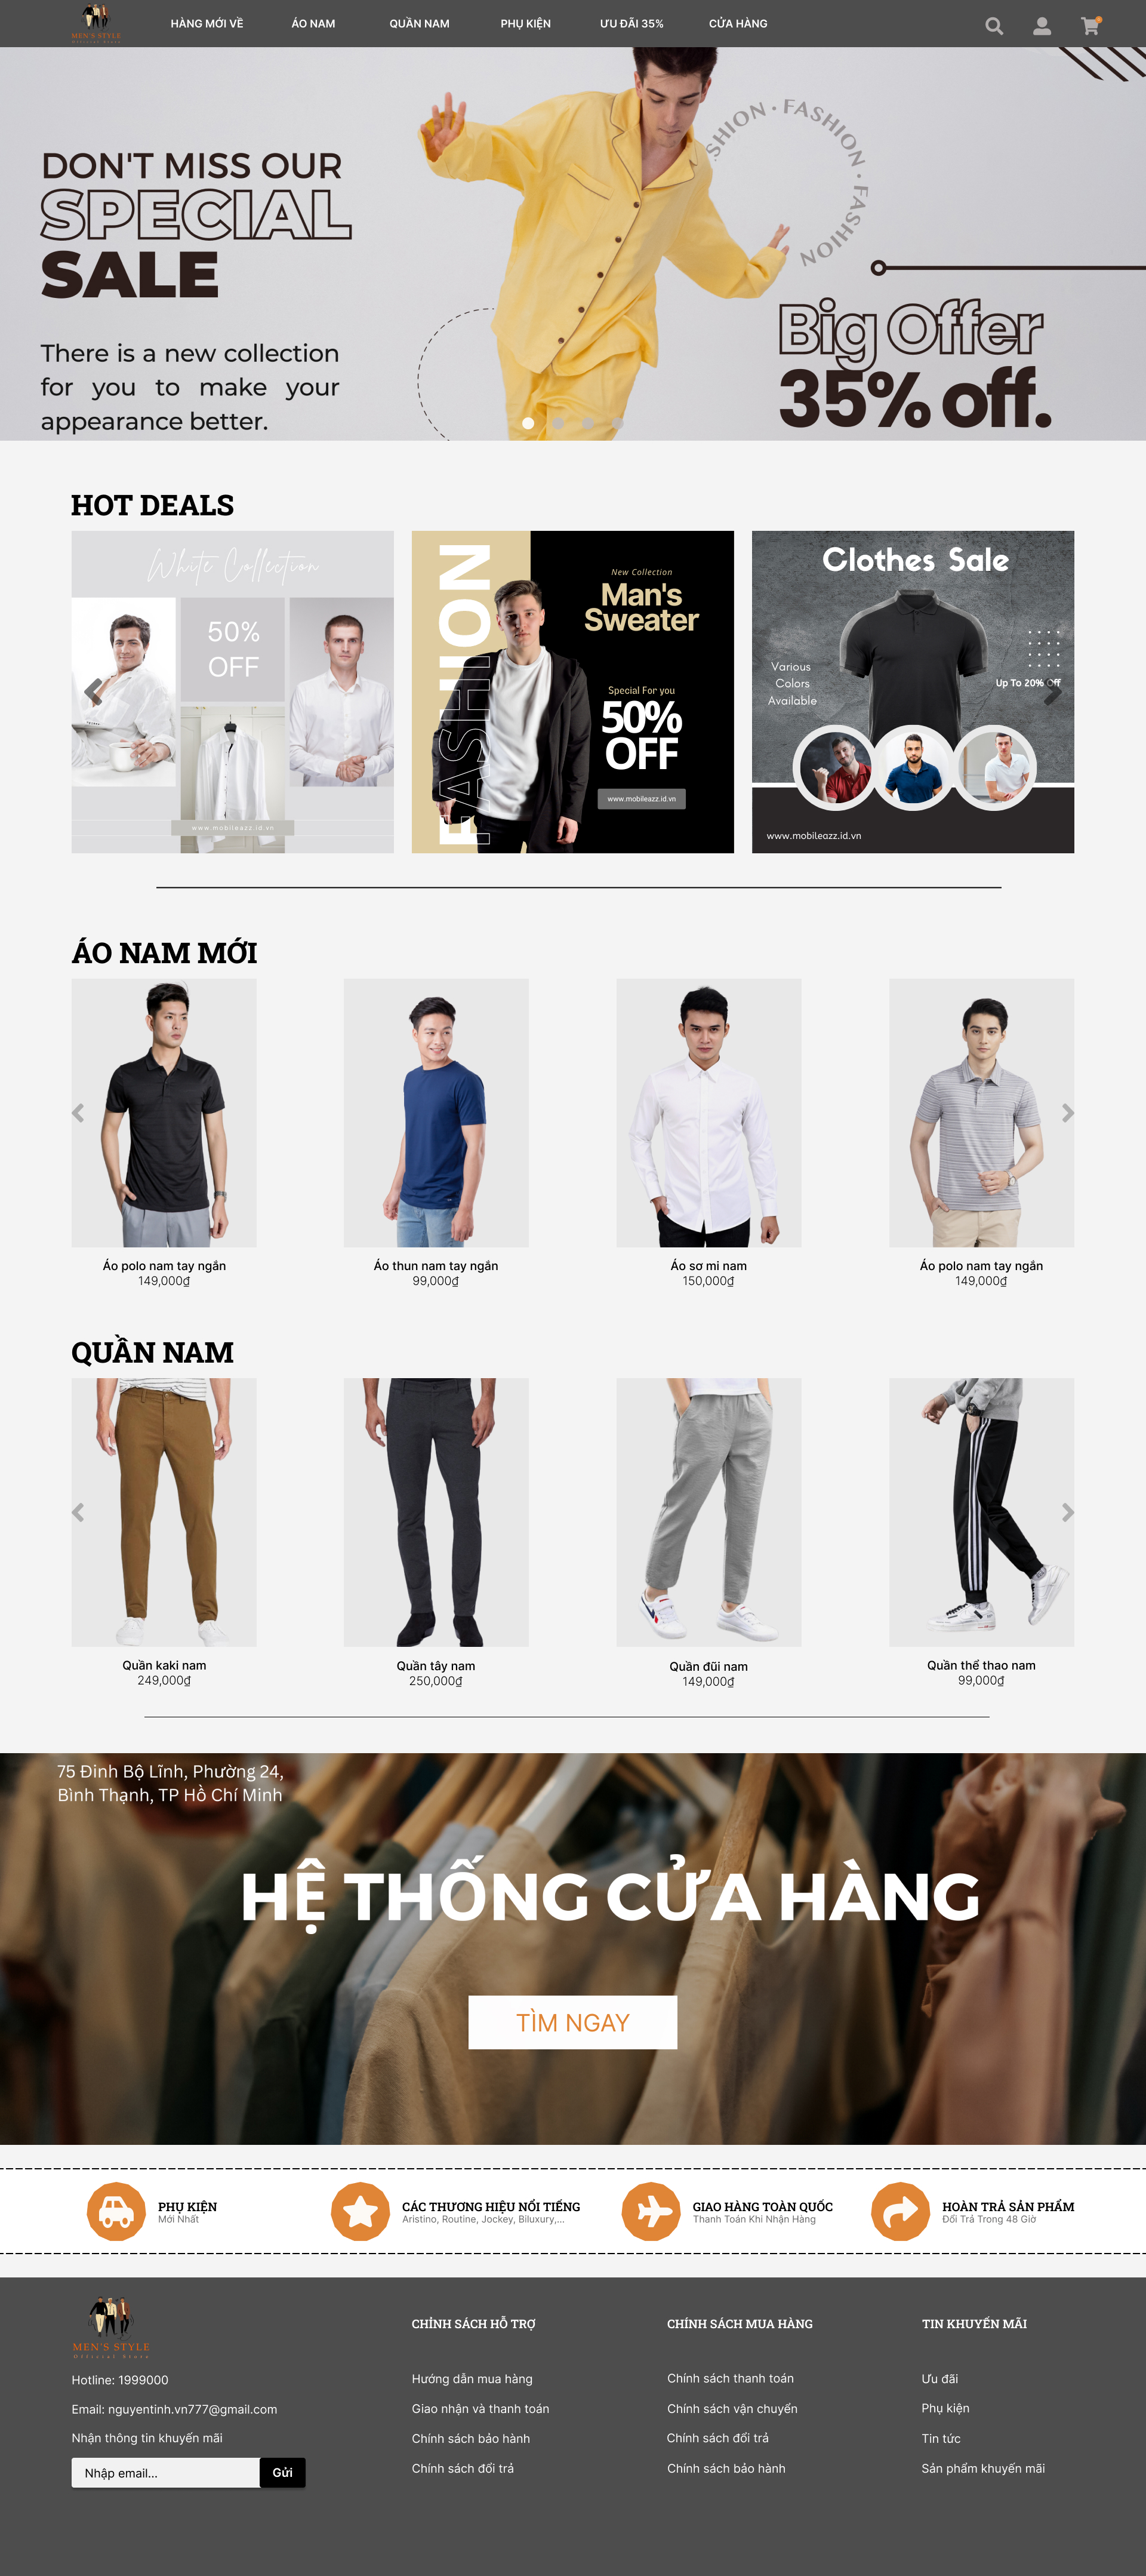 MEN'S STYLE
Official Store
HÀNG MỚI VỀ
ÁO NAM
QUẦN NAM
PHỤ KIỆN
ƯU ĐÃI 35%
CỬA HÀNG
DON'T MISS OUR
SPECIAL
SALE
There is a new collection
for you to make your
appearance better.
SHION · FASHION · FASHION
Big Offer
35% off.
HOT DEALS
White Collection
50%
OFF
www.mobileazz.id.vn
FASHION
New Collection
Man's
Sweater
Special For you
50%
OFF
www.mobileazz.id.vn
Clothes Sale
Various
Colors
Available
Up To 20% Off
www.mobileazz.id.vn
ÁO NAM MỚI
Áo polo nam tay ngắn
149,000₫
Áo thun nam tay ngắn
99,000₫
Áo sơ mi nam
150,000₫
Áo polo nam tay ngắn
149,000₫
QUẦN NAM
Quần kaki nam
249,000₫
Quần tây nam
250,000₫
Quần đũi nam
149,000₫
Quần thể thao nam
99,000₫
75 Đinh Bộ Lĩnh, Phường 24,
Bình Thạnh, TP Hồ Chí Minh
HỆ THỐNG CỬA HÀNG
TÌM NGAY
PHỤ KIỆN
Mới Nhất
CÁC THƯƠNG HIỆU NỔI TIẾNG
Aristino, Routine, Jockey, Biluxury,...
GIAO HÀNG TOÀN QUỐC
Thanh Toán Khi Nhận Hàng
HOÀN TRẢ SẢN PHẨM
Đổi Trả Trong 48 Giờ
MEN'S STYLE
Official Store
Hotline: 1999000
Email: nguyentinh.vn777@gmail.com
Nhận thông tin khuyến mãi
Nhập email...
Gửi
CHỈNH SÁCH HỖ TRỢ
Hướng dẫn mua hàng
Giao nhận và thanh toán
Chính sách bảo hành
Chính sách đổi trả
CHÍNH SÁCH MUA HÀNG
Chính sách thanh toán
Chính sách vận chuyển
Chính sách đổi trả
Chính sách bảo hành
TIN KHUYẾN MÃI
Ưu đãi
Phụ kiện
Tin tức
Sản phẩm khuyến mãi